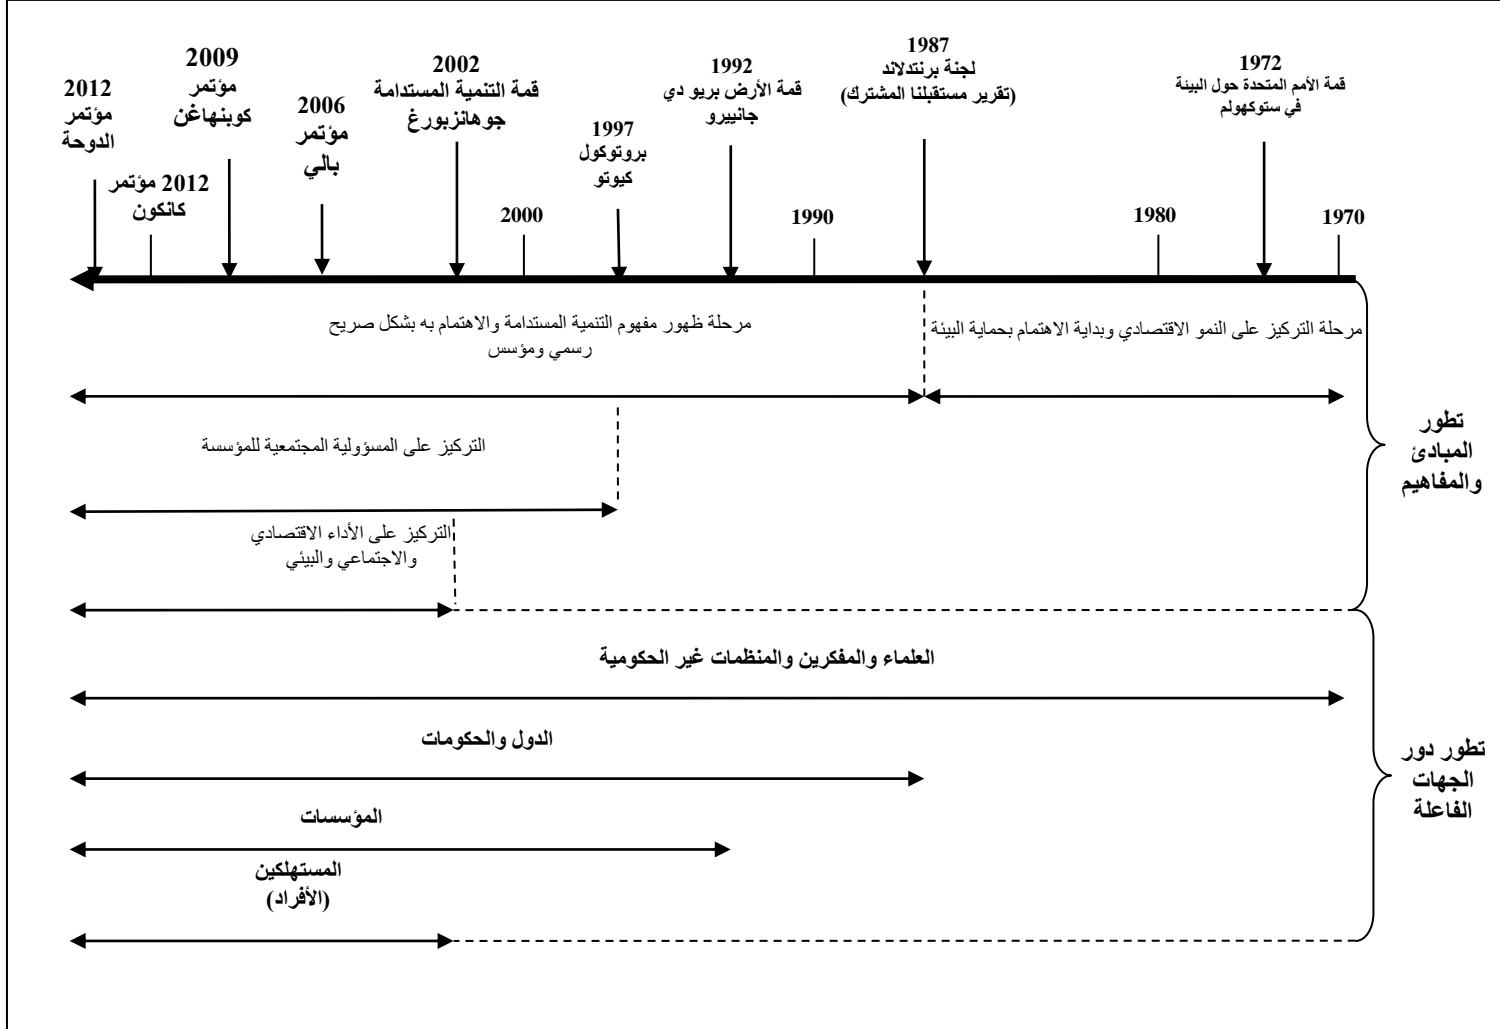 1972
قمة الأمم المتحدة حول البيئة
في ستوكهولم
1987
لجنة برنتدلاند
(تقرير مستقبلنا المشترك)
1992
قمة الأرض بريو دي
جانييرو
1997
بروتوكول
كيوتو
2002
قمة التنمية المستدامة
جوهانزبورغ
2006
مؤتمر
بالي
2009
مؤتمر
كوبنهاغن
2012 مؤتمر
كانكون
2012
مؤتمر
الدوحة
1970
1980
1990
2000
مرحلة التركيز على النمو الاقتصادي وبداية الاهتمام بحماية البيئة
مرحلة ظهور مفهوم التنمية المستدامة والاهتمام به بشكل صريح
رسمي ومؤسس
التركيز على المسؤولية المجتمعية للمؤسسة
التركيز على الأداء الاقتصادي
والاجتماعي والبيئي
تطور
المبادئ
والمفاهيم
العلماء والمفكرين والمنظمات غير الحكومية
الدول والحكومات
المؤسسات
المستهلكين
(الأفراد)
تطور دور
الجهات
الفاعلة